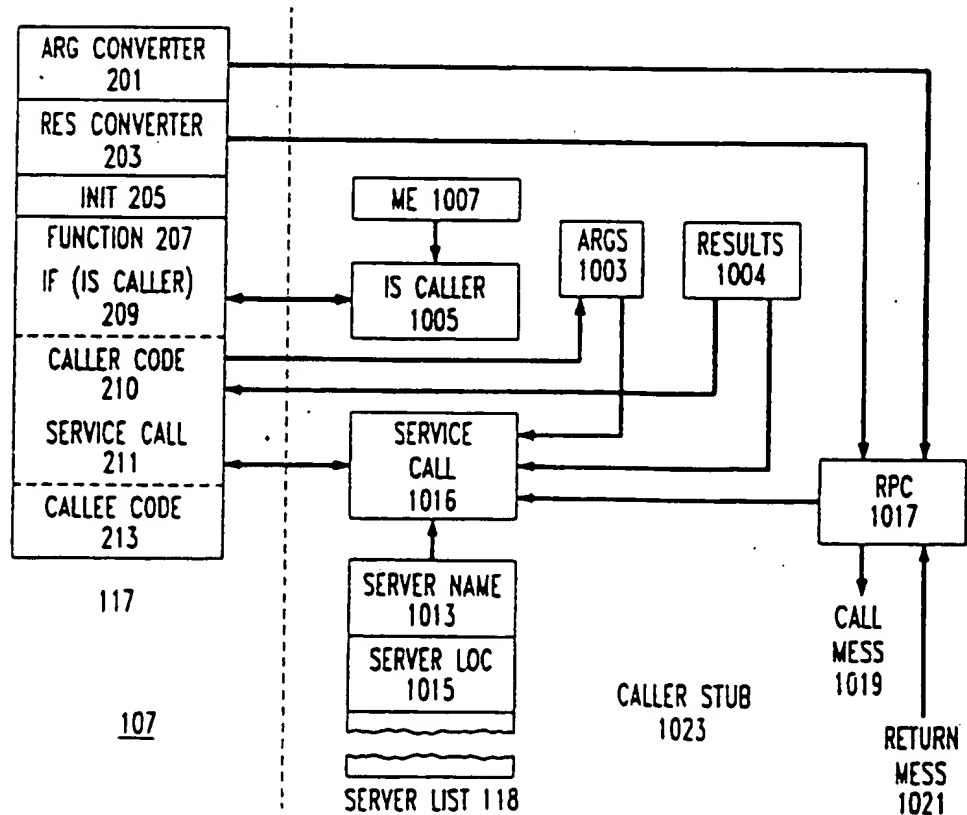 ARG CONVERTER
201
RES CONVERTER
203
INIT 205
FUNCTION 207
IF (IS CALLER)
209
CALLER CODE
210
SERVICE CALL
211
CALLEE CODE
213
117
107
ME 1007
IS CALLER
1005
ARGS
1003
RESULTS
1004
SERVICE
CALL
1016
SERVER NAME
1013
SERVER LOC
1015
SERVER LIST 118
RPC
1017
CALL
MESS
1019
CALLER STUB
1023
RETURN
MESS
1021